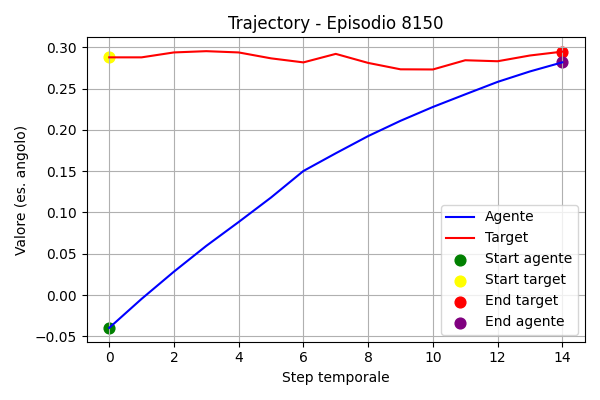 Trajectory - Episodio 8150
Valore (es. angolo)
0.30
0.25
0.20
0.15
0.10
0.05
0.00
−0.05
0 2 4 6 8 10 12 14
Step temporale
Agente
Target
Start agente
Start target
End target
End agente